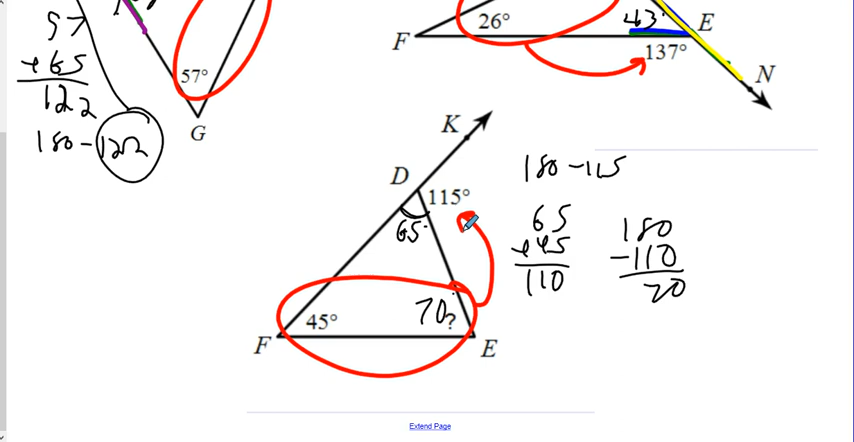 57
+65
122
180-122
57°
G
26°
43°
F
E
137°
N
K
D
115°
65°
45°
70?
F
E
180-115
65
+45
110
180
-110
70
Extend Page